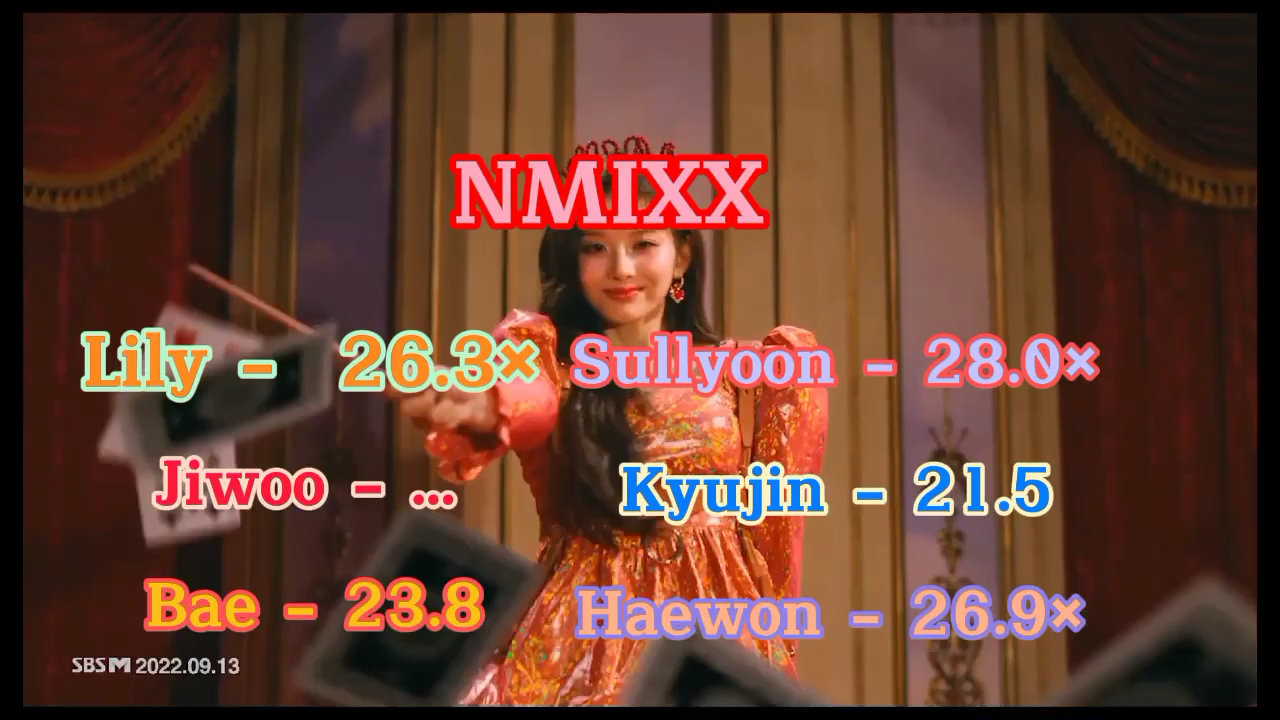 NMIXX
Lily - 26.3×
Sullyoon - 28.0×
Jiwoo - ...
Kyujin - 21.5
Bae - 23.8
Haewon - 26.9×
SBS M 2022.09.13